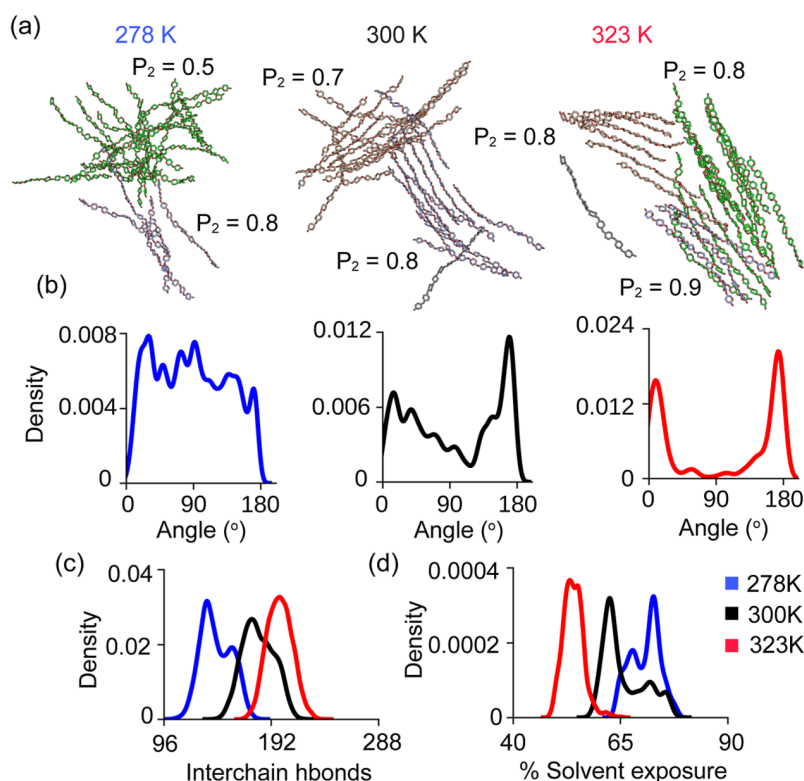 (a)
278 K
300 K
323 K
P2 = 0.5
P2 = 0.7
P2 = 0.8
P2 = 0.8
P2 = 0.8
P2 = 0.8
P2 = 0.9
(b)
Density
0.008
0.004
0
0 90 180
Angle (o)
0.012
0.006
0
0 90 180
Angle (o)
0.024
0.012
0
0 90 180
Angle (o)
(c)
Density
0.04
0.02
0
96 192 288
Interchain hbonds
(d)
Density
0.0004
0.0002
0
40 65 90
% Solvent exposure
278K
300K
323K